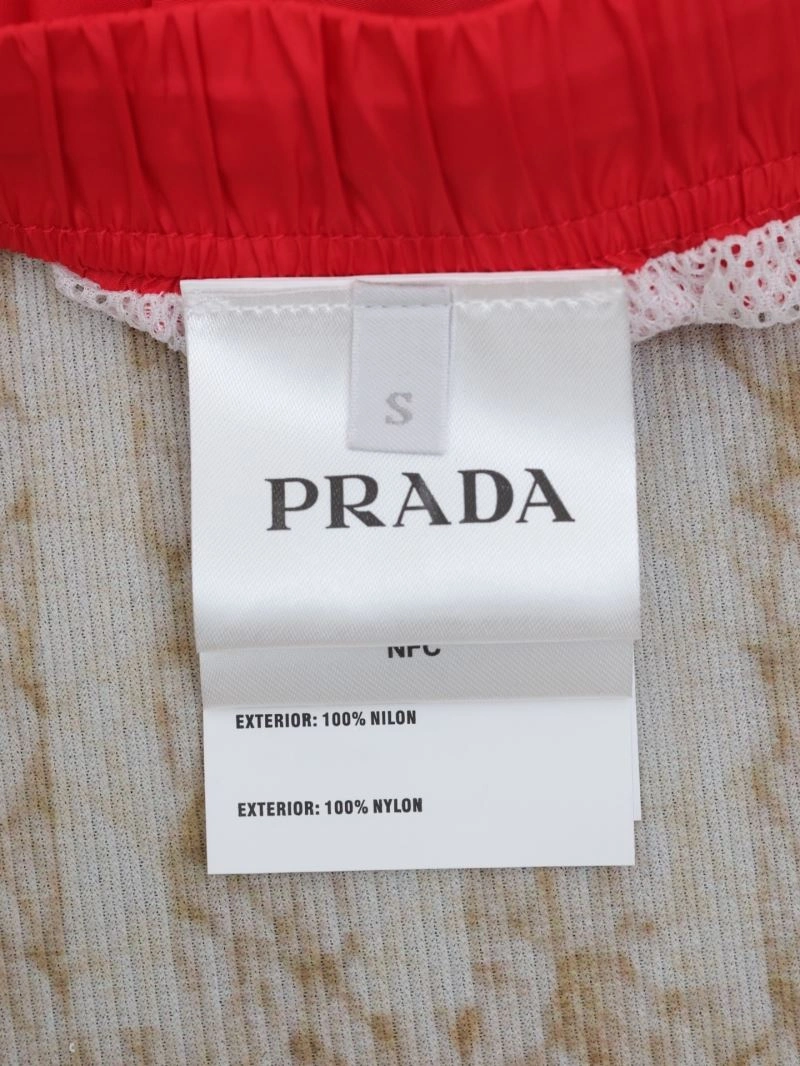 S
PRADA
NFC
EXTERIOR: 100% NILON
EXTERIOR: 100% NYLON